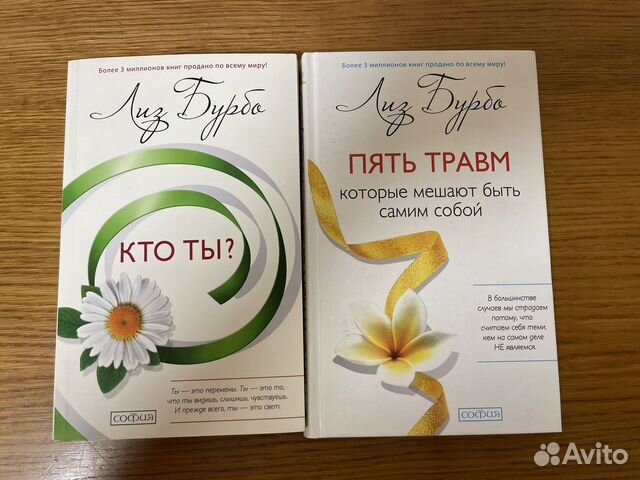 Более 3 миллионов книг продано по всему миру!
Лиз Бурбо
КТО ТЫ?
Ты — это перемены. Ты — это то,
что ты видишь, слышишь, чувствуешь.
И прежде всего, ты — это свет.
СОФИЯ
Более 3 миллионов книг продано по всему миру!
Лиз Бурбо
ПЯТЬ ТРАВМ
которые мешают быть
самим собой
В большинстве
случаев мы страдаем
потому, что
считаем себя теми,
кем на самом деле
НЕ являемся.
СОФИЯ
Avito